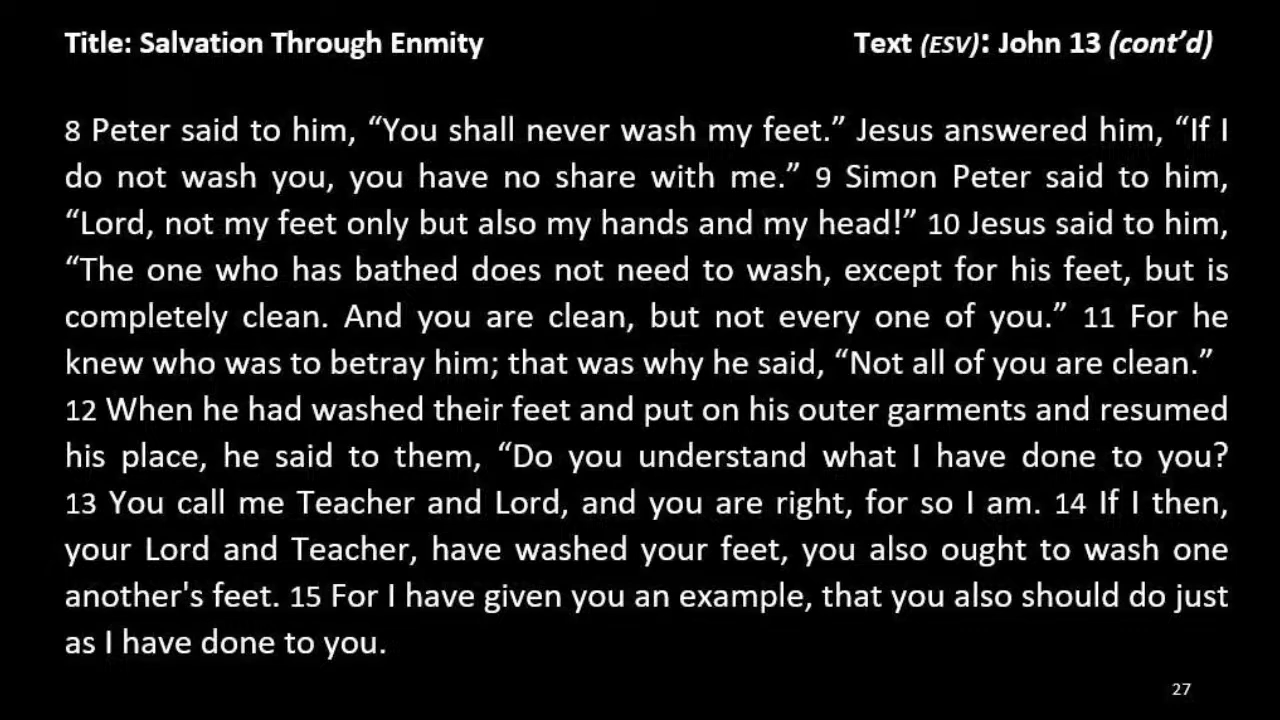 Title: Salvation Through Enmity
Text (ESV): John 13 (cont’d)
8 Peter said to him, “You shall never wash my feet.” Jesus answered him, “If I
do not wash you, you have no share with me.” 9 Simon Peter said to him,
“Lord, not my feet only but also my hands and my head!” 10 Jesus said to him,
“The one who has bathed does not need to wash, except for his feet, but is
completely clean. And you are clean, but not every one of you.” 11 For he
knew who was to betray him; that was why he said, “Not all of you are clean.”
12 When he had washed their feet and put on his outer garments and resumed
his place, he said to them, “Do you understand what I have done to you?
13 You call me Teacher and Lord, and you are right, for so I am. 14 If I then,
your Lord and Teacher, have washed your feet, you also ought to wash one
another's feet. 15 For I have given you an example, that you also should do just
as I have done to you.
27